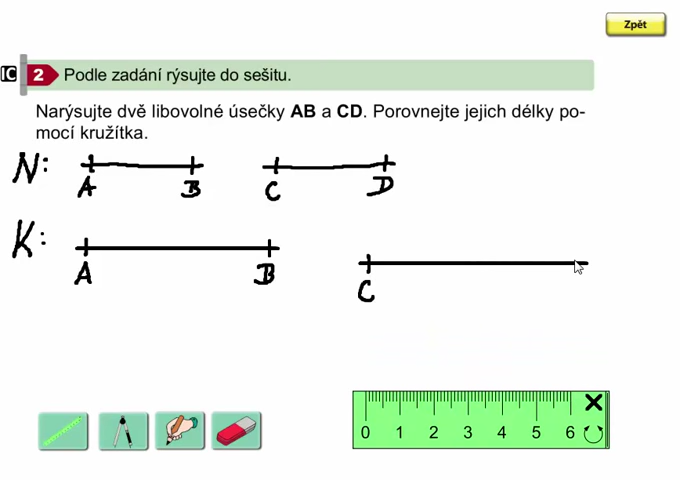 Zpět
2 Podle zadání rýsujte do sešitu.
Narýsujte dvě libovolné úsečky AB a CD. Porovnejte jejich délky po-
mocí kružítka.
N:
A B C D
K:
A B C
0 1 2 3 4 5 6